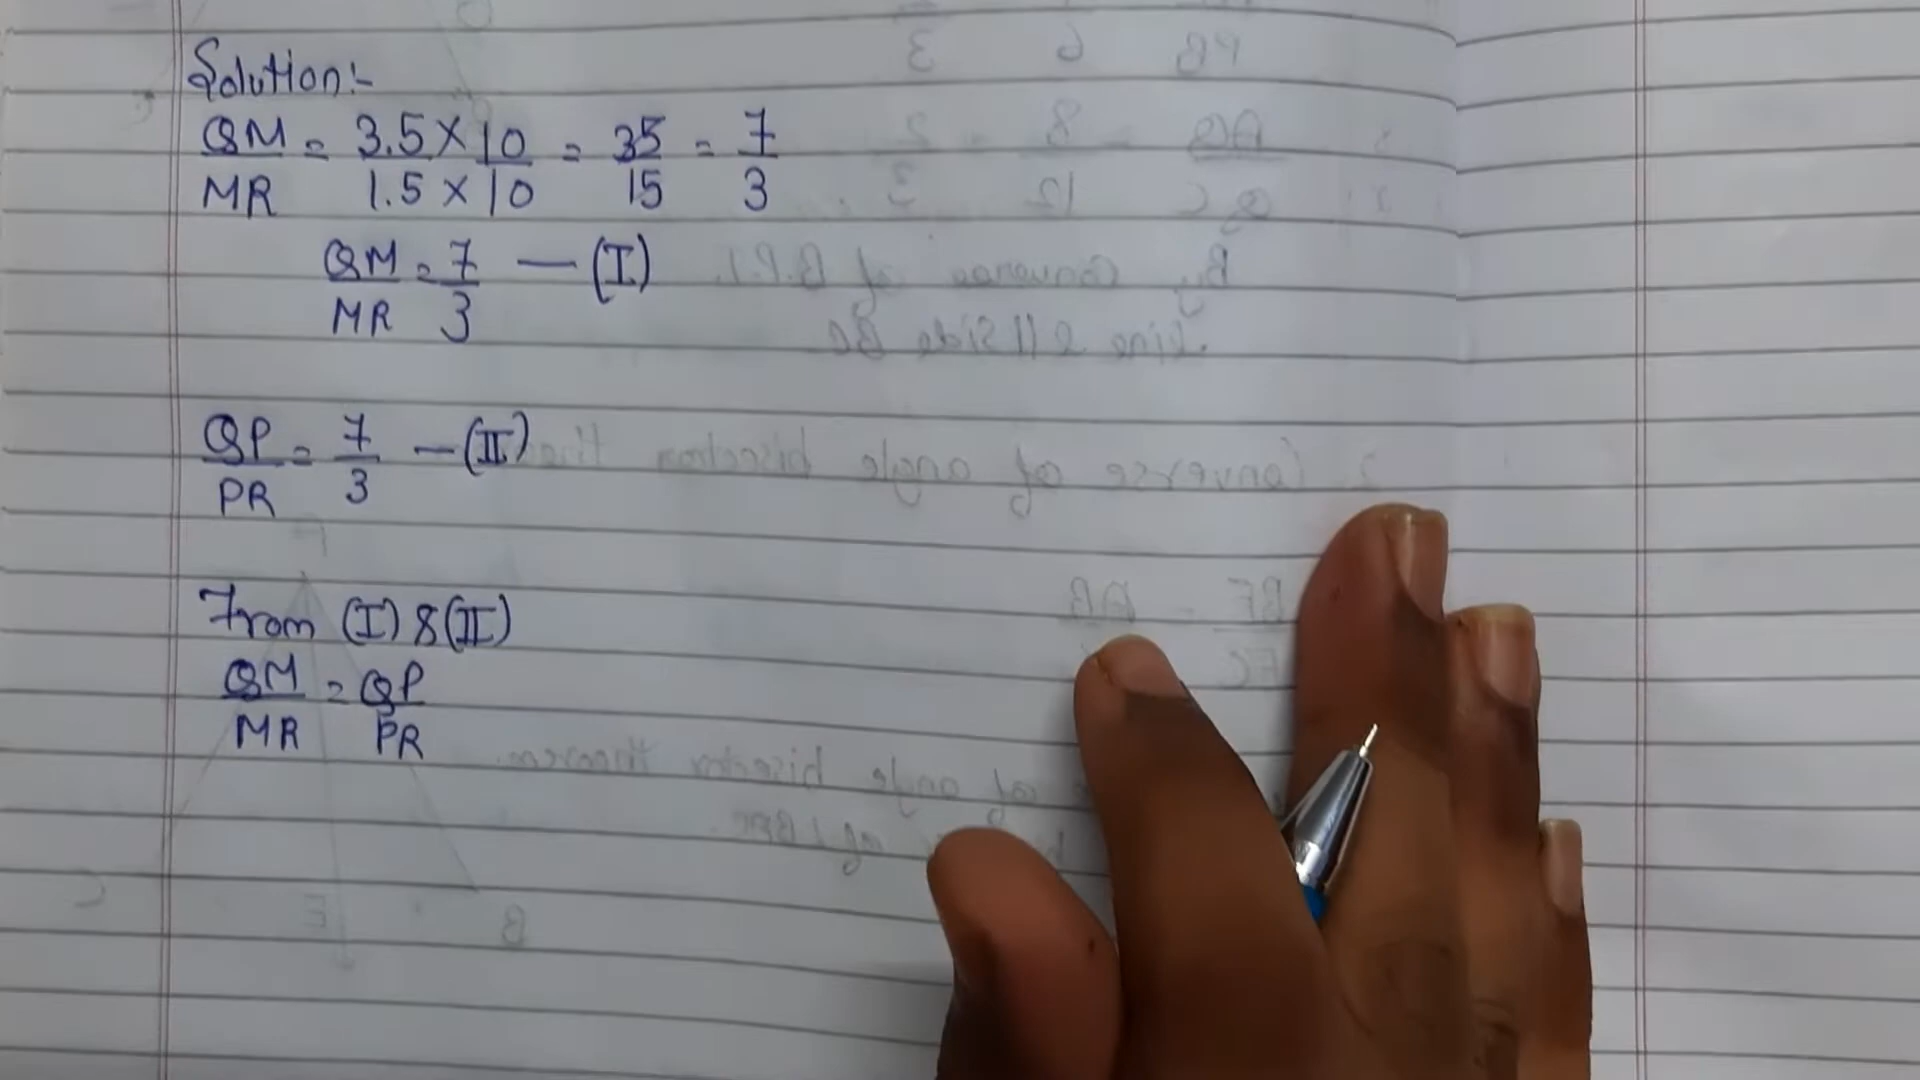 Solution:-
QM/MR = 3.5 × 10/1.5 × 10 = 35/15 = 7/3
QM/MR = 7/3 — (I)
QP/PR = 7/3 — (II)
From (I) & (II)
QM/MR = QP/PR